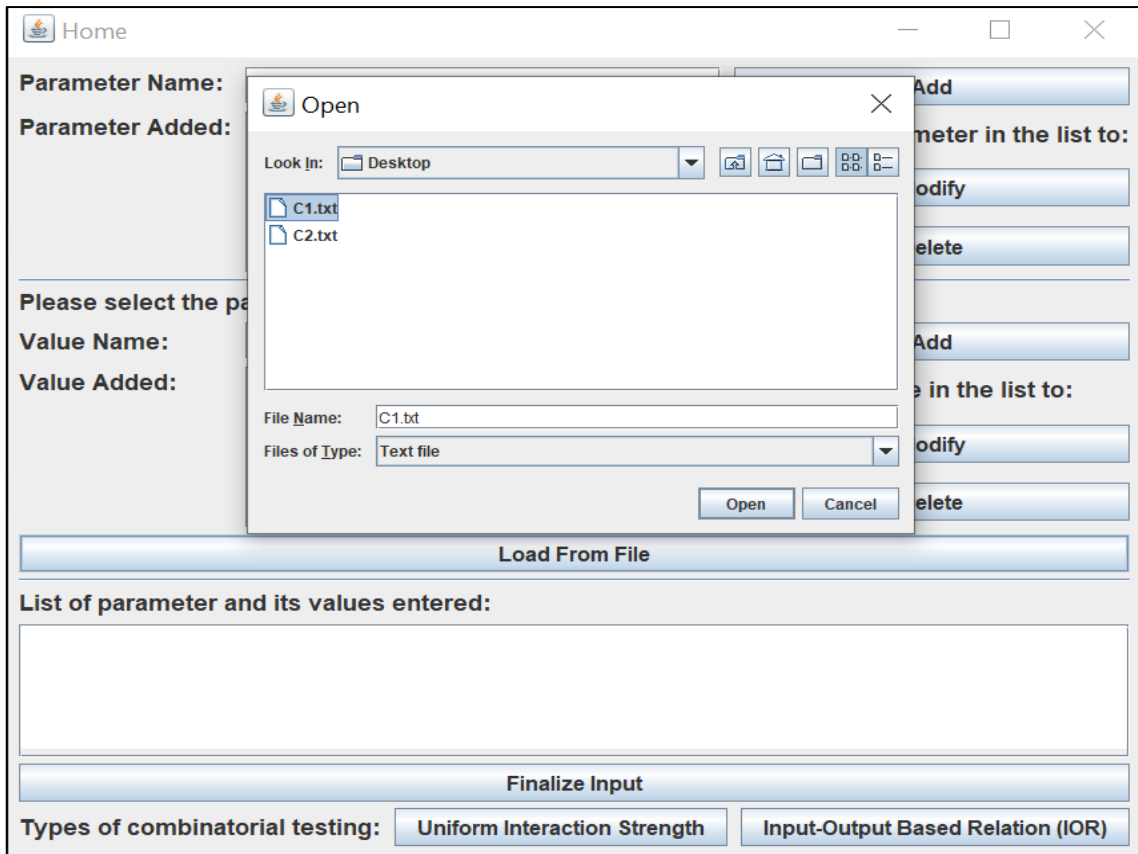 Home
Parameter Name:
Add
Open
Parameter Added:
meter in the list to:
Look In: Desktop
odify
C1.txt
C2.txt
elete
Please select the pa
Value Name:
Add
Value Added:
e in the list to:
File Name: C1.txt
Files of Type: Text file
odify
Open Cancel
elete
Load From File
List of parameter and its values entered:
Finalize Input
Types of combinatorial testing: Uniform Interaction Strength Input-Output Based Relation (IOR)